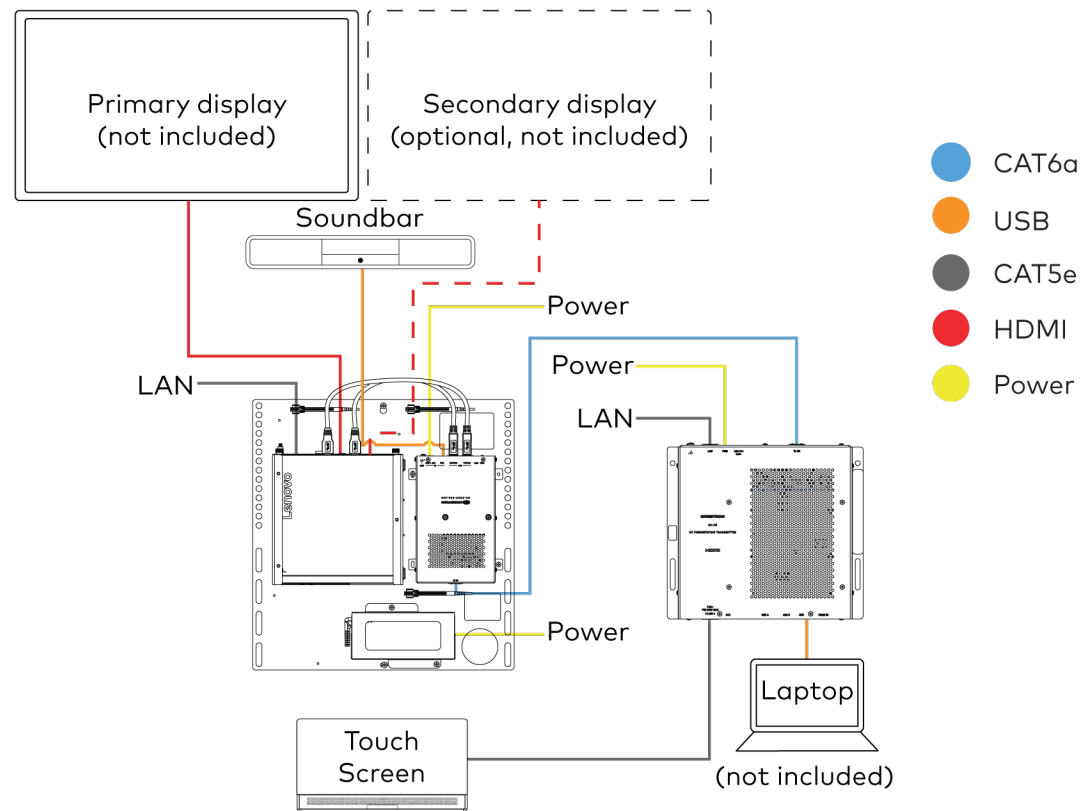 Primary display
(not included)
Secondary display
(optional, not included)
CAT6a
USB
CAT5e
HDMI
Power
Soundbar
Power
Power
LAN
LAN
Lenovo
CRESTRON
Power
Touch
Screen
Laptop
(not included)